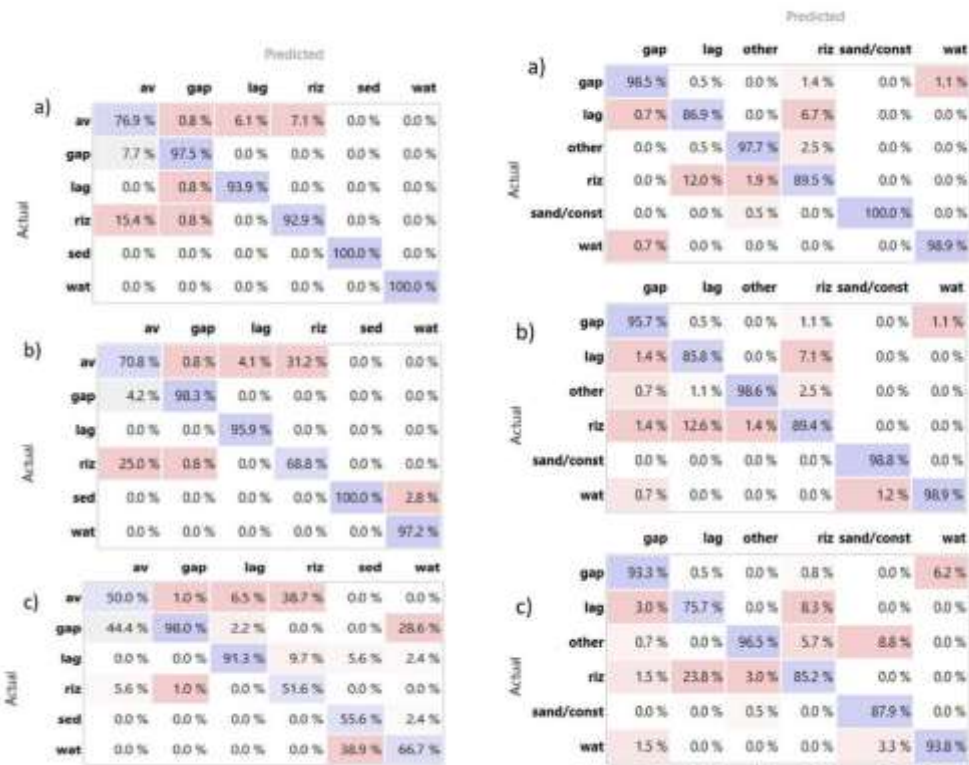 Predicted
av gap lag riz sed wat
a)
av 76.9 % 0.8 % 6.1 % 7.1 % 0.0 % 0.0 %
gap 7.7 % 97.5 % 0.0 % 0.0 % 0.0 % 0.0 %
lag 0.0 % 0.8 % 93.9 % 0.0 % 0.0 % 0.0 %
riz 15.4 % 0.8 % 0.0 % 92.9 % 0.0 % 0.0 %
sed 0.0 % 0.0 % 0.0 % 0.0 % 100.0 % 0.0 %
wat 0.0 % 0.0 % 0.0 % 0.0 % 0.0 % 100.0 %
Actual
av gap lag riz sed wat
b)
av 70.8 % 0.8 % 4.1 % 31.2 % 0.0 % 0.0 %
gap 4.2 % 98.3 % 0.0 % 0.0 % 0.0 % 0.0 %
lag 0.0 % 0.0 % 95.9 % 0.0 % 0.0 % 0.0 %
riz 25.0 % 0.8 % 0.0 % 68.8 % 0.0 % 0.0 %
sed 0.0 % 0.0 % 0.0 % 0.0 % 100.0 % 2.8 %
wat 0.0 % 0.0 % 0.0 % 0.0 % 0.0 % 97.2 %
Actual
av gap lag riz sed wat
c)
av 50.0 % 1.0 % 6.5 % 38.7 % 0.0 % 0.0 %
gap 44.4 % 98.0 % 2.2 % 0.0 % 0.0 % 28.6 %
lag 0.0 % 0.0 % 91.3 % 9.7 % 5.6 % 2.4 %
riz 5.6 % 1.0 % 0.0 % 51.6 % 0.0 % 0.0 %
sed 0.0 % 0.0 % 0.0 % 0.0 % 55.6 % 2.4 %
wat 0.0 % 0.0 % 0.0 % 0.0 % 38.9 % 66.7 %
Actual
Predicted
gap lag other riz sand/const wat
a)
gap 98.5 % 0.5 % 0.0 % 1.4 % 0.0 % 1.1 %
lag 0.7 % 86.9 % 0.0 % 6.7 % 0.0 % 0.0 %
other 0.0 % 0.5 % 97.7 % 2.5 % 0.0 % 0.0 %
riz 0.0 % 12.0 % 1.9 % 89.5 % 0.0 % 0.0 %
sand/const 0.0 % 0.0 % 0.5 % 0.0 % 100.0 % 0.0 %
wat 0.7 % 0.0 % 0.0 % 0.0 % 0.0 % 98.9 %
Actual
gap lag other riz sand/const wat
b)
gap 95.7 % 0.5 % 0.0 % 1.1 % 0.0 % 1.1 %
lag 1.4 % 85.8 % 0.0 % 7.1 % 0.0 % 0.0 %
other 0.7 % 1.1 % 98.6 % 2.5 % 0.0 % 0.0 %
riz 1.4 % 12.6 % 1.4 % 89.4 % 0.0 % 0.0 %
sand/const 0.0 % 0.0 % 0.0 % 0.0 % 98.8 % 0.0 %
wat 0.7 % 0.0 % 0.0 % 0.0 % 1.2 % 98.9 %
Actual
gap lag other riz sand/const wat
c)
gap 93.3 % 0.5 % 0.0 % 0.8 % 0.0 % 6.2 %
lag 3.0 % 75.7 % 0.0 % 8.3 % 0.0 % 0.0 %
other 0.7 % 0.0 % 96.5 % 5.7 % 8.8 % 0.0 %
riz 1.5 % 23.8 % 3.0 % 85.2 % 0.0 % 0.0 %
sand/const 0.0 % 0.0 % 0.5 % 0.0 % 87.9 % 0.0 %
wat 1.5 % 0.0 % 0.0 % 0.0 % 3.3 % 93.8 %
Actual